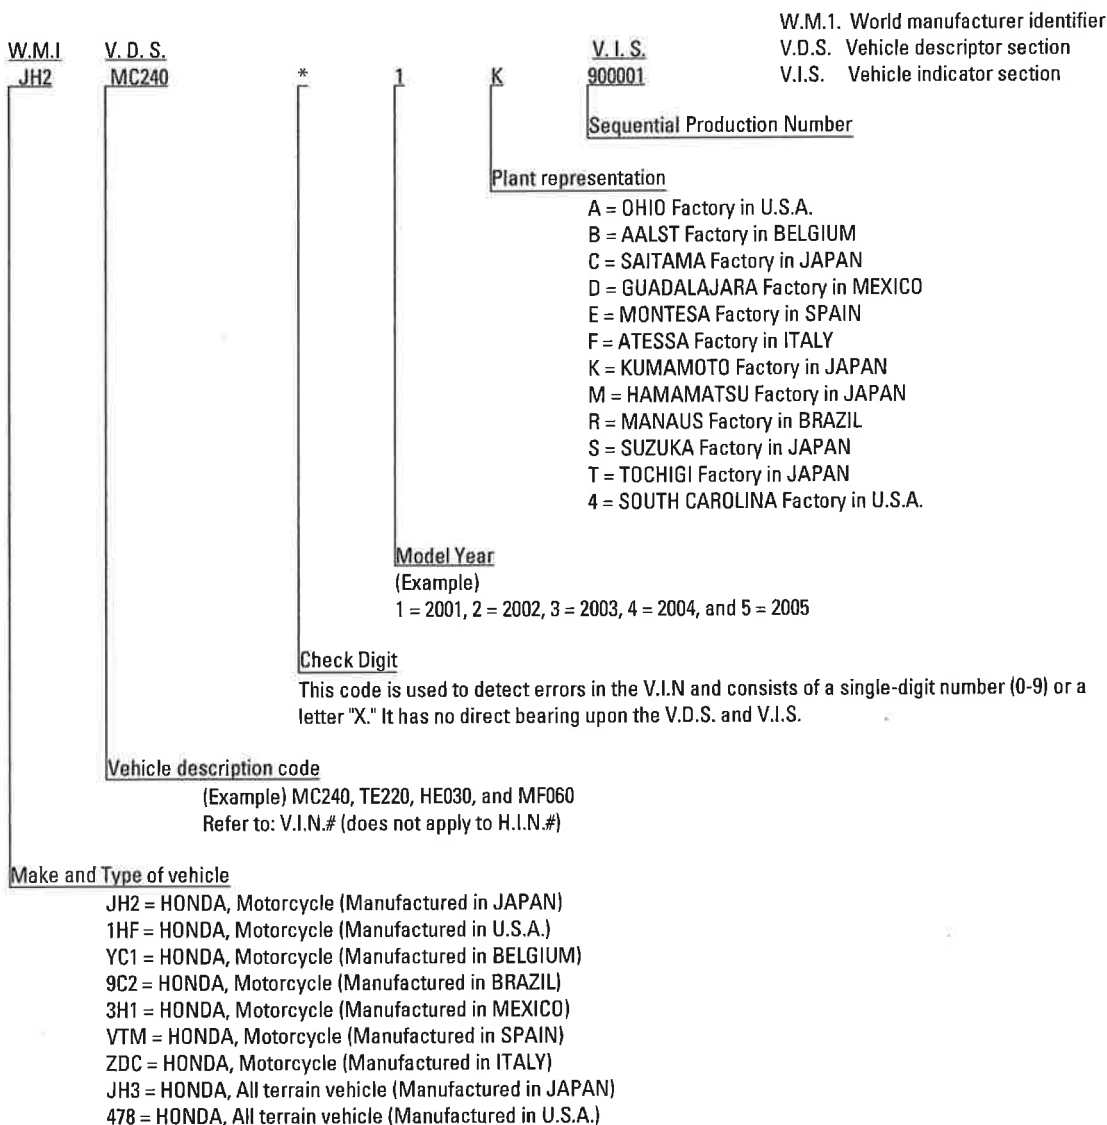 W.M.1. World manufacturer identifier
W.M.I V. D. S. V. I. S. V.D.S. Vehicle descriptor section
JH2 MC240 * 1 K 900001 V.I.S. Vehicle indicator section
Sequential Production Number
Plant representation
A = OHIO Factory in U.S.A.
B = AALST Factory in BELGIUM
C = SAITAMA Factory in JAPAN
D = GUADALAJARA Factory in MEXICO
E = MONTESA Factory in SPAIN
F = ATESSA Factory in ITALY
K = KUMAMOTO Factory in JAPAN
M = HAMAMATSU Factory in JAPAN
R = MANAUS Factory in BRAZIL
S = SUZUKA Factory in JAPAN
T = TOCHIGI Factory in JAPAN
4 = SOUTH CAROLINA Factory in U.S.A.
Model Year
(Example)
1 = 2001, 2 = 2002, 3 = 2003, 4 = 2004, and 5 = 2005
Check Digit
This code is used to detect errors in the V.I.N and consists of a single-digit number (0-9) or a
letter "X." It has no direct bearing upon the V.D.S. and V.I.S.
Vehicle description code
(Example) MC240, TE220, HE030, and MF060
Refer to: V.I.N.# (does not apply to H.I.N.#)
Make and Type of vehicle
JH2 = HONDA, Motorcycle (Manufactured in JAPAN)
1HF = HONDA, Motorcycle (Manufactured in U.S.A.)
YC1 = HONDA, Motorcycle (Manufactured in BELGIUM)
9C2 = HONDA, Motorcycle (Manufactured in BRAZIL)
3H1 = HONDA, Motorcycle (Manufactured in MEXICO)
VTM = HONDA, Motorcycle (Manufactured in SPAIN)
ZDC = HONDA, Motorcycle (Manufactured in ITALY)
JH3 = HONDA, All terrain vehicle (Manufactured in JAPAN)
478 = HONDA, All terrain vehicle (Manufactured in U.S.A.)